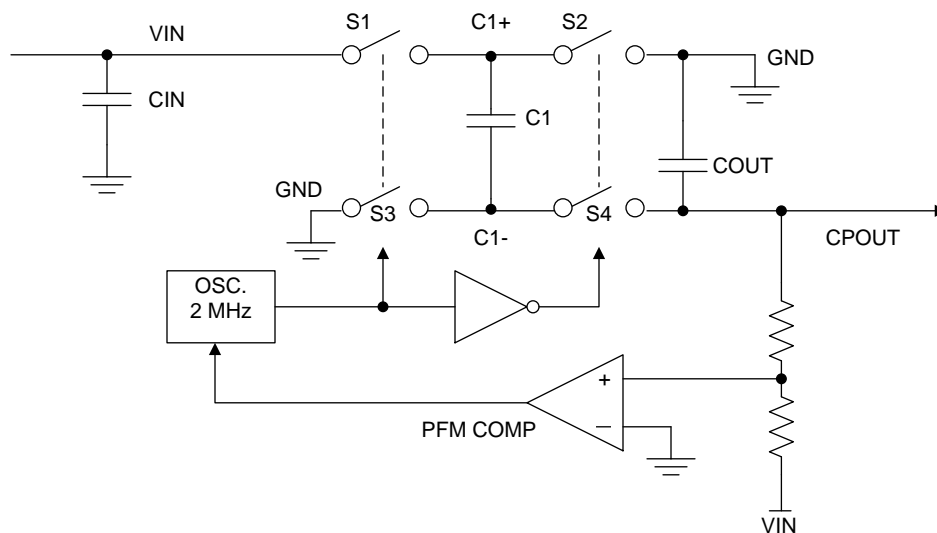 VIN
S1
C1+
S2
GND
CIN
C1
COUT
GND
S3
C1-
S4
CPOUT
OSC.
2 MHz
+
–
PFM COMP
VIN